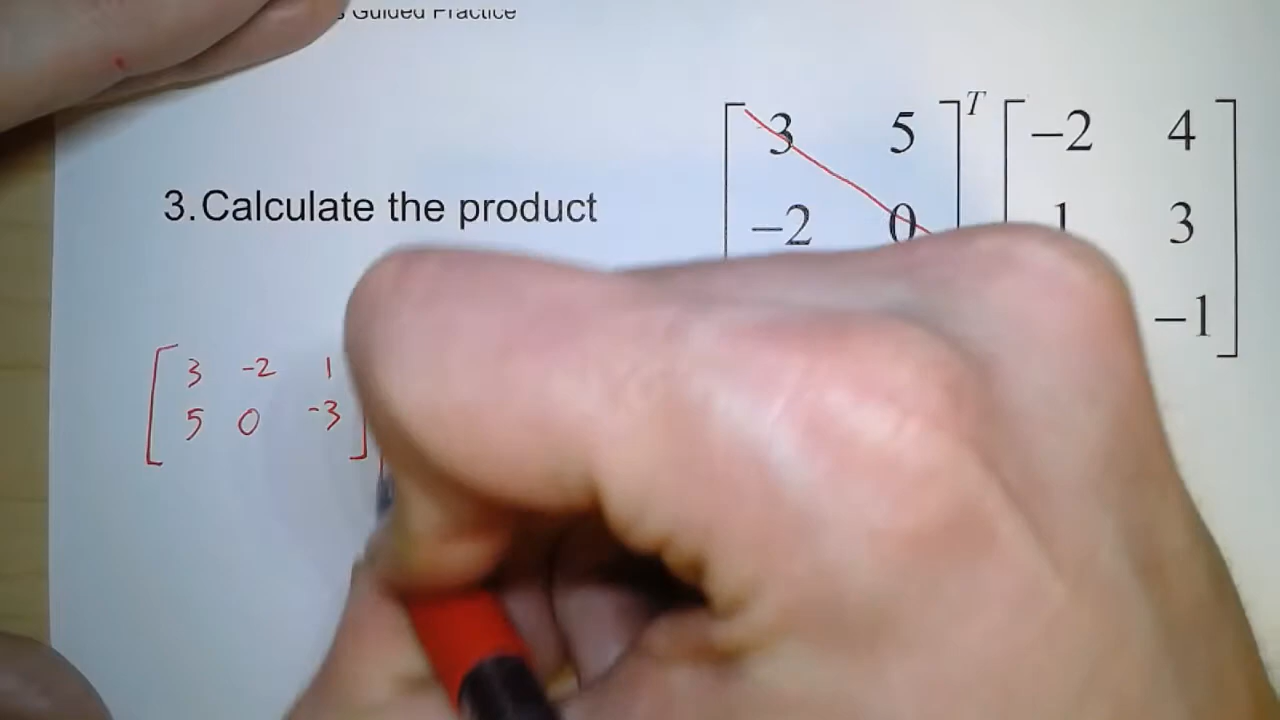 Guided Practice
3. Calculate the product
3 5 T −2 4
−2 0 3
−1
3 -2 1
5 0 -3